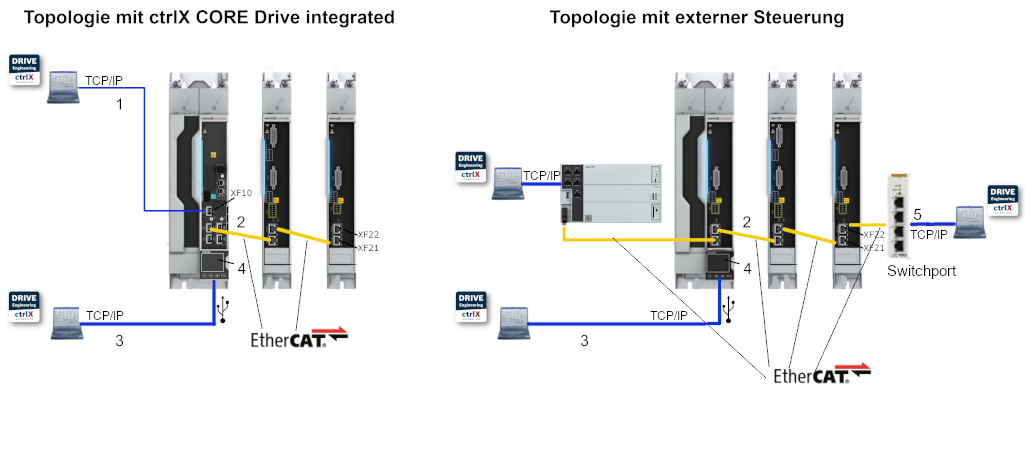 Topologie mit ctrlX CORE Drive integrated
DRIVE
Engineering
ctrlX
TCP/IP
1
XF10
2
XF22
XF21
4
DRIVE
Engineering
ctrlX
TCP/IP
3
EtherCAT.
Topologie mit externer Steuerung
DRIVE
Engineering
ctrlX
TCP/IP
2
XF22
XF21
4
5
TCP/IP
DRIVE
Engineering
ctrlX
Switchport
DRIVE
Engineering
ctrlX
TCP/IP
3
EtherCAT.